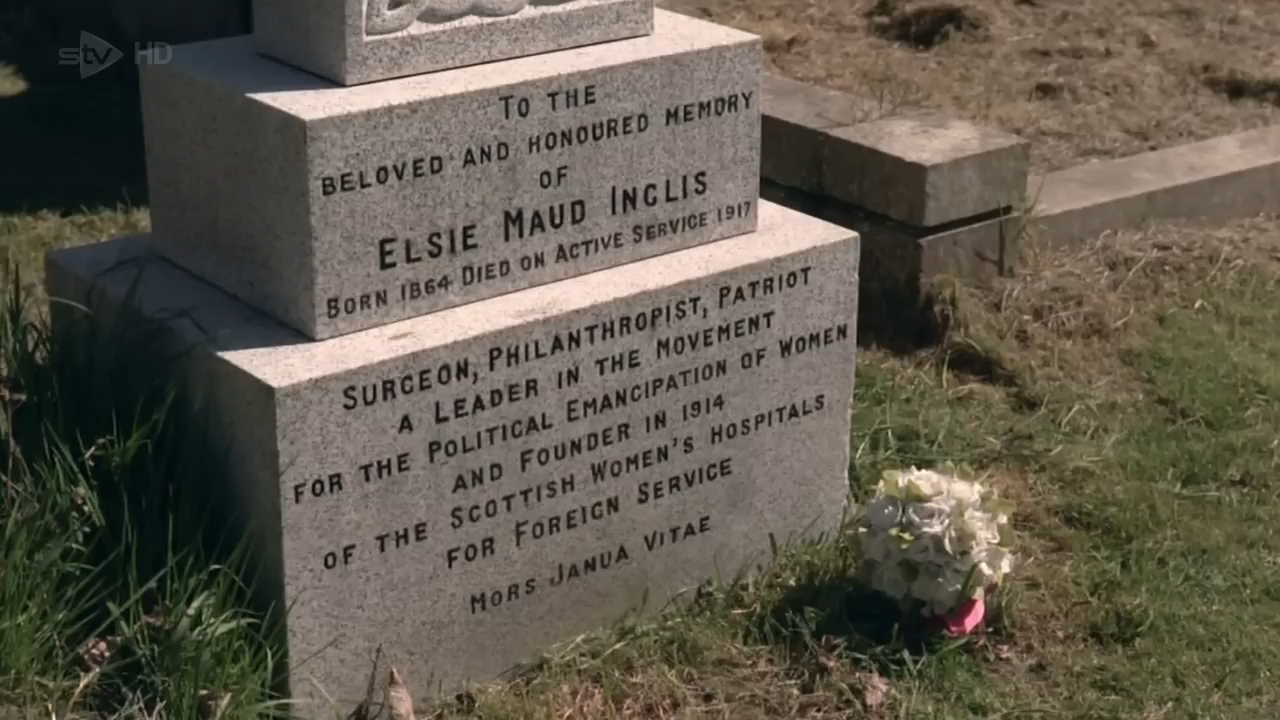 stv HD
TO THE
BELOVED AND HONOURED MEMORY
OF
ELSIE MAUD INGLIS
BORN 1864 DIED ON ACTIVE SERVICE 1917
SURGEON, PHILANTHROPIST, PATRIOT
A LEADER IN THE MOVEMENT
FOR THE POLITICAL EMANCIPATION OF WOMEN
AND FOUNDER IN 1914
OF THE SCOTTISH WOMEN'S HOSPITALS
FOR FOREIGN SERVICE
MORS JANUA VITAE